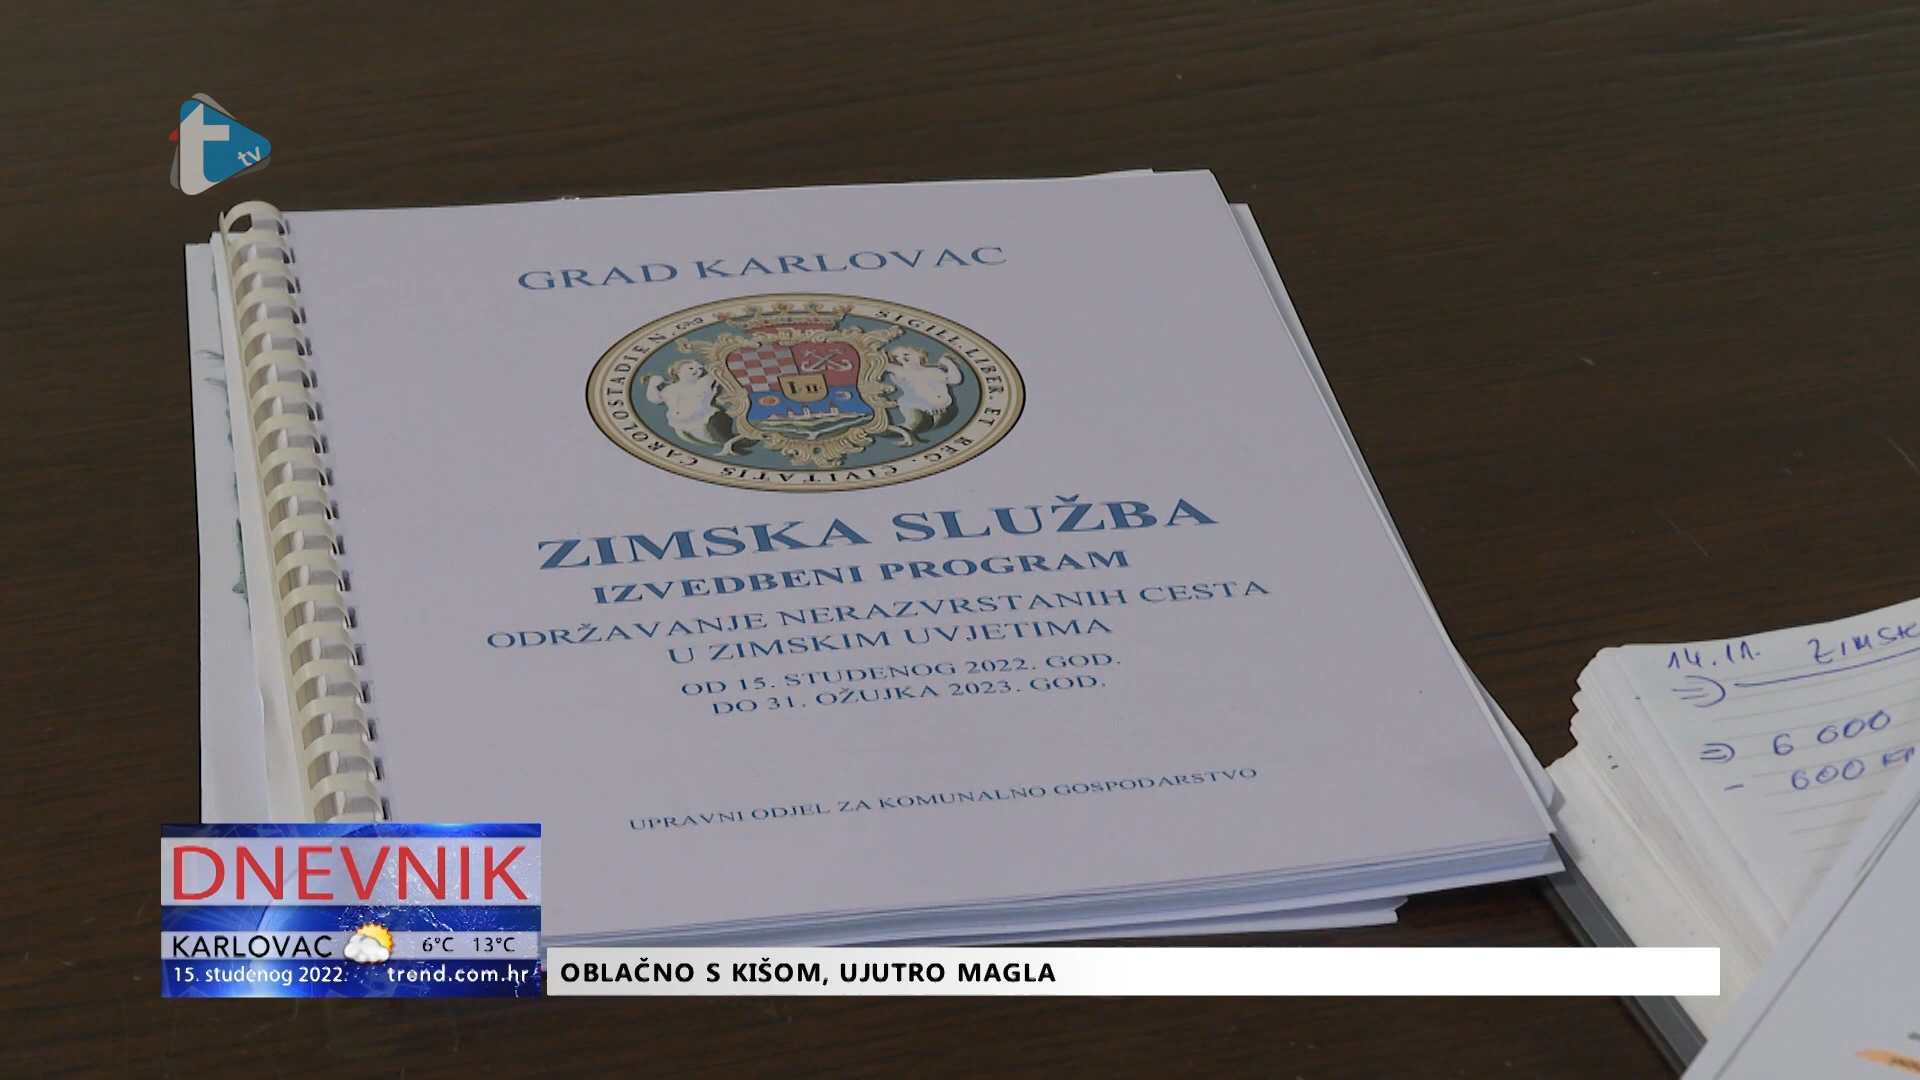 t tv
GRAD KARLOVAC
SIGIL. LIBER. ET REG. CIVITATIS CAROLOSTADIEN.
ZIMSKA SLUŽBA
IZVEDBENI PROGRAM
ODRŽAVANJE NERAZVRSTANIH CESTA
U ZIMSKIM UVJETIMA
OD 15. STUDENOG 2022. GOD.
DO 31. OŽUJKA 2023. GOD.
UPRAVNI ODJEL ZA KOMUNALNO GOSPODARSTVO
14.11.
6 000
- 600
DNEVNIK
KARLOVAC 6°C 13°C
15. studenog 2022. trend.com.hr
OBLAČNO S KIŠOM, UJUTRO MAGLA